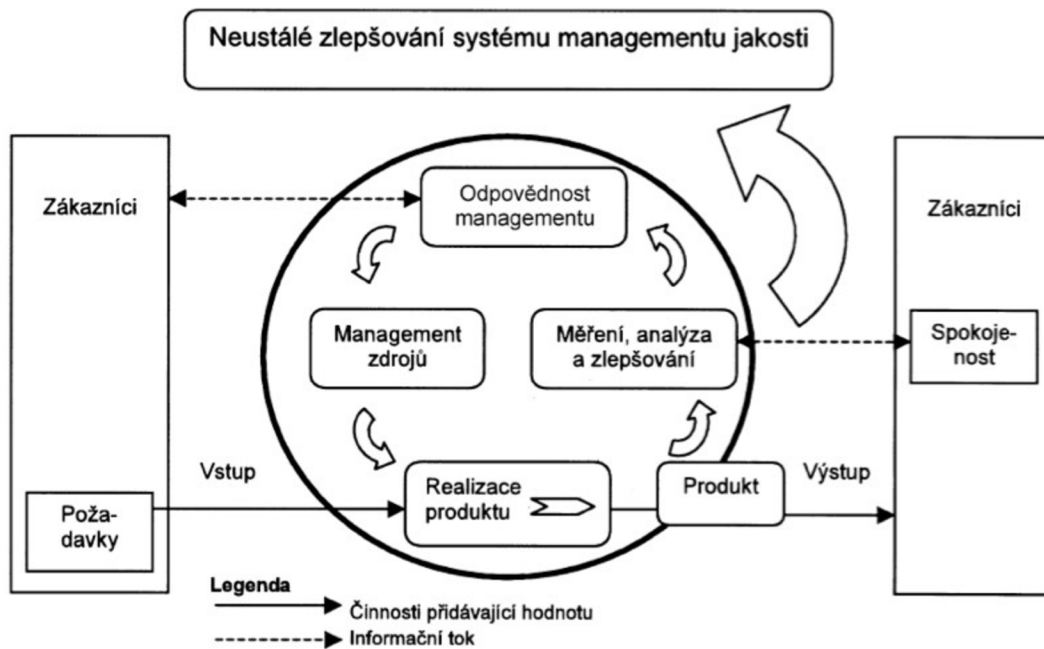 Neustálé zlepšování systému managementu jakosti
Zákazníci
Odpovědnost
managementu
Zákazníci
Management
zdrojů
Měření, analýza
a zlepšování
Spokoje-
nost
Vstup
Realizace
produktu
Produkt
Výstup
Poža-
davky
Legenda
Činnosti přidávající hodnotu
Informační tok